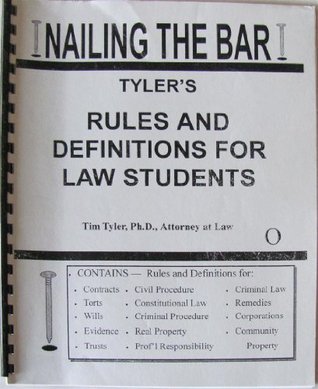 NAILING THE BAR
TYLER'S
RULES AND
DEFINITIONS FOR
LAW STUDENTS
Tim Tyler, Ph.D., Attorney at Law
O
CONTAINS — Rules and Definitions for:
• Contracts • Civil Procedure • Criminal Law
• Torts • Constitutional Law • Remedies
• Wills • Criminal Procedure • Corporations
• Evidence • Real Property • Community
• Trusts • Prof'l Responsibility Property